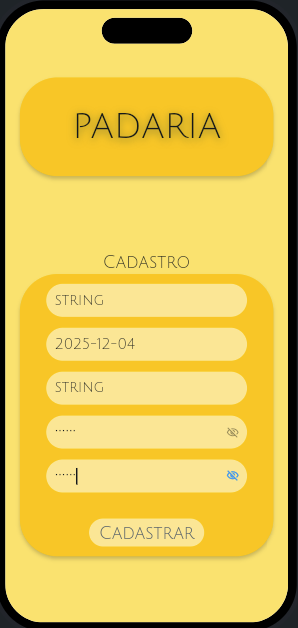 PADARIA
CADASTRO
STRING
2025-12-04
STRING
......
......
CADASTRAR